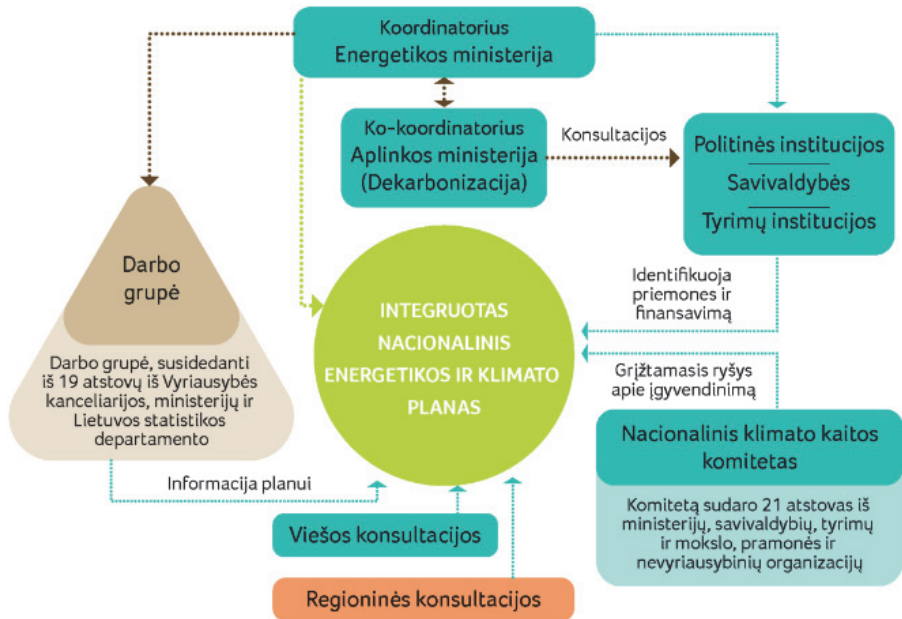 Koordinatorius
Energetikos ministerija
Ko-koordinatorius
Aplinkos ministerija
(Dekarbonizacija)
Konsultacijos
Politinės institucijos
Savivaldybės
Tyrimų institucijos
Darbo
grupė
Darbo grupė, susidedanti
iš 19 atstovų iš Vyriausybės
kanceliarijos, ministerijų ir
Lietuvos statistikos
departamento
INTEGRUOTAS
NACIONALINIS
ENERGETIKOS IR KLIMATO
PLANAS
Identifikuoja
priemones ir
finansavimą
Grįžtamasis ryšys
apie įgyvendinimą
Nacionalinis klimato kaitos
komitetas
Komitetą sudaro 21 atstovas iš
ministerijų, savivaldybių, tyrimų
ir mokslo, pramonės ir
nevyriausybinių organizacijų
Informacija planui
Viešos konsultacijos
Regioninės konsultacijos